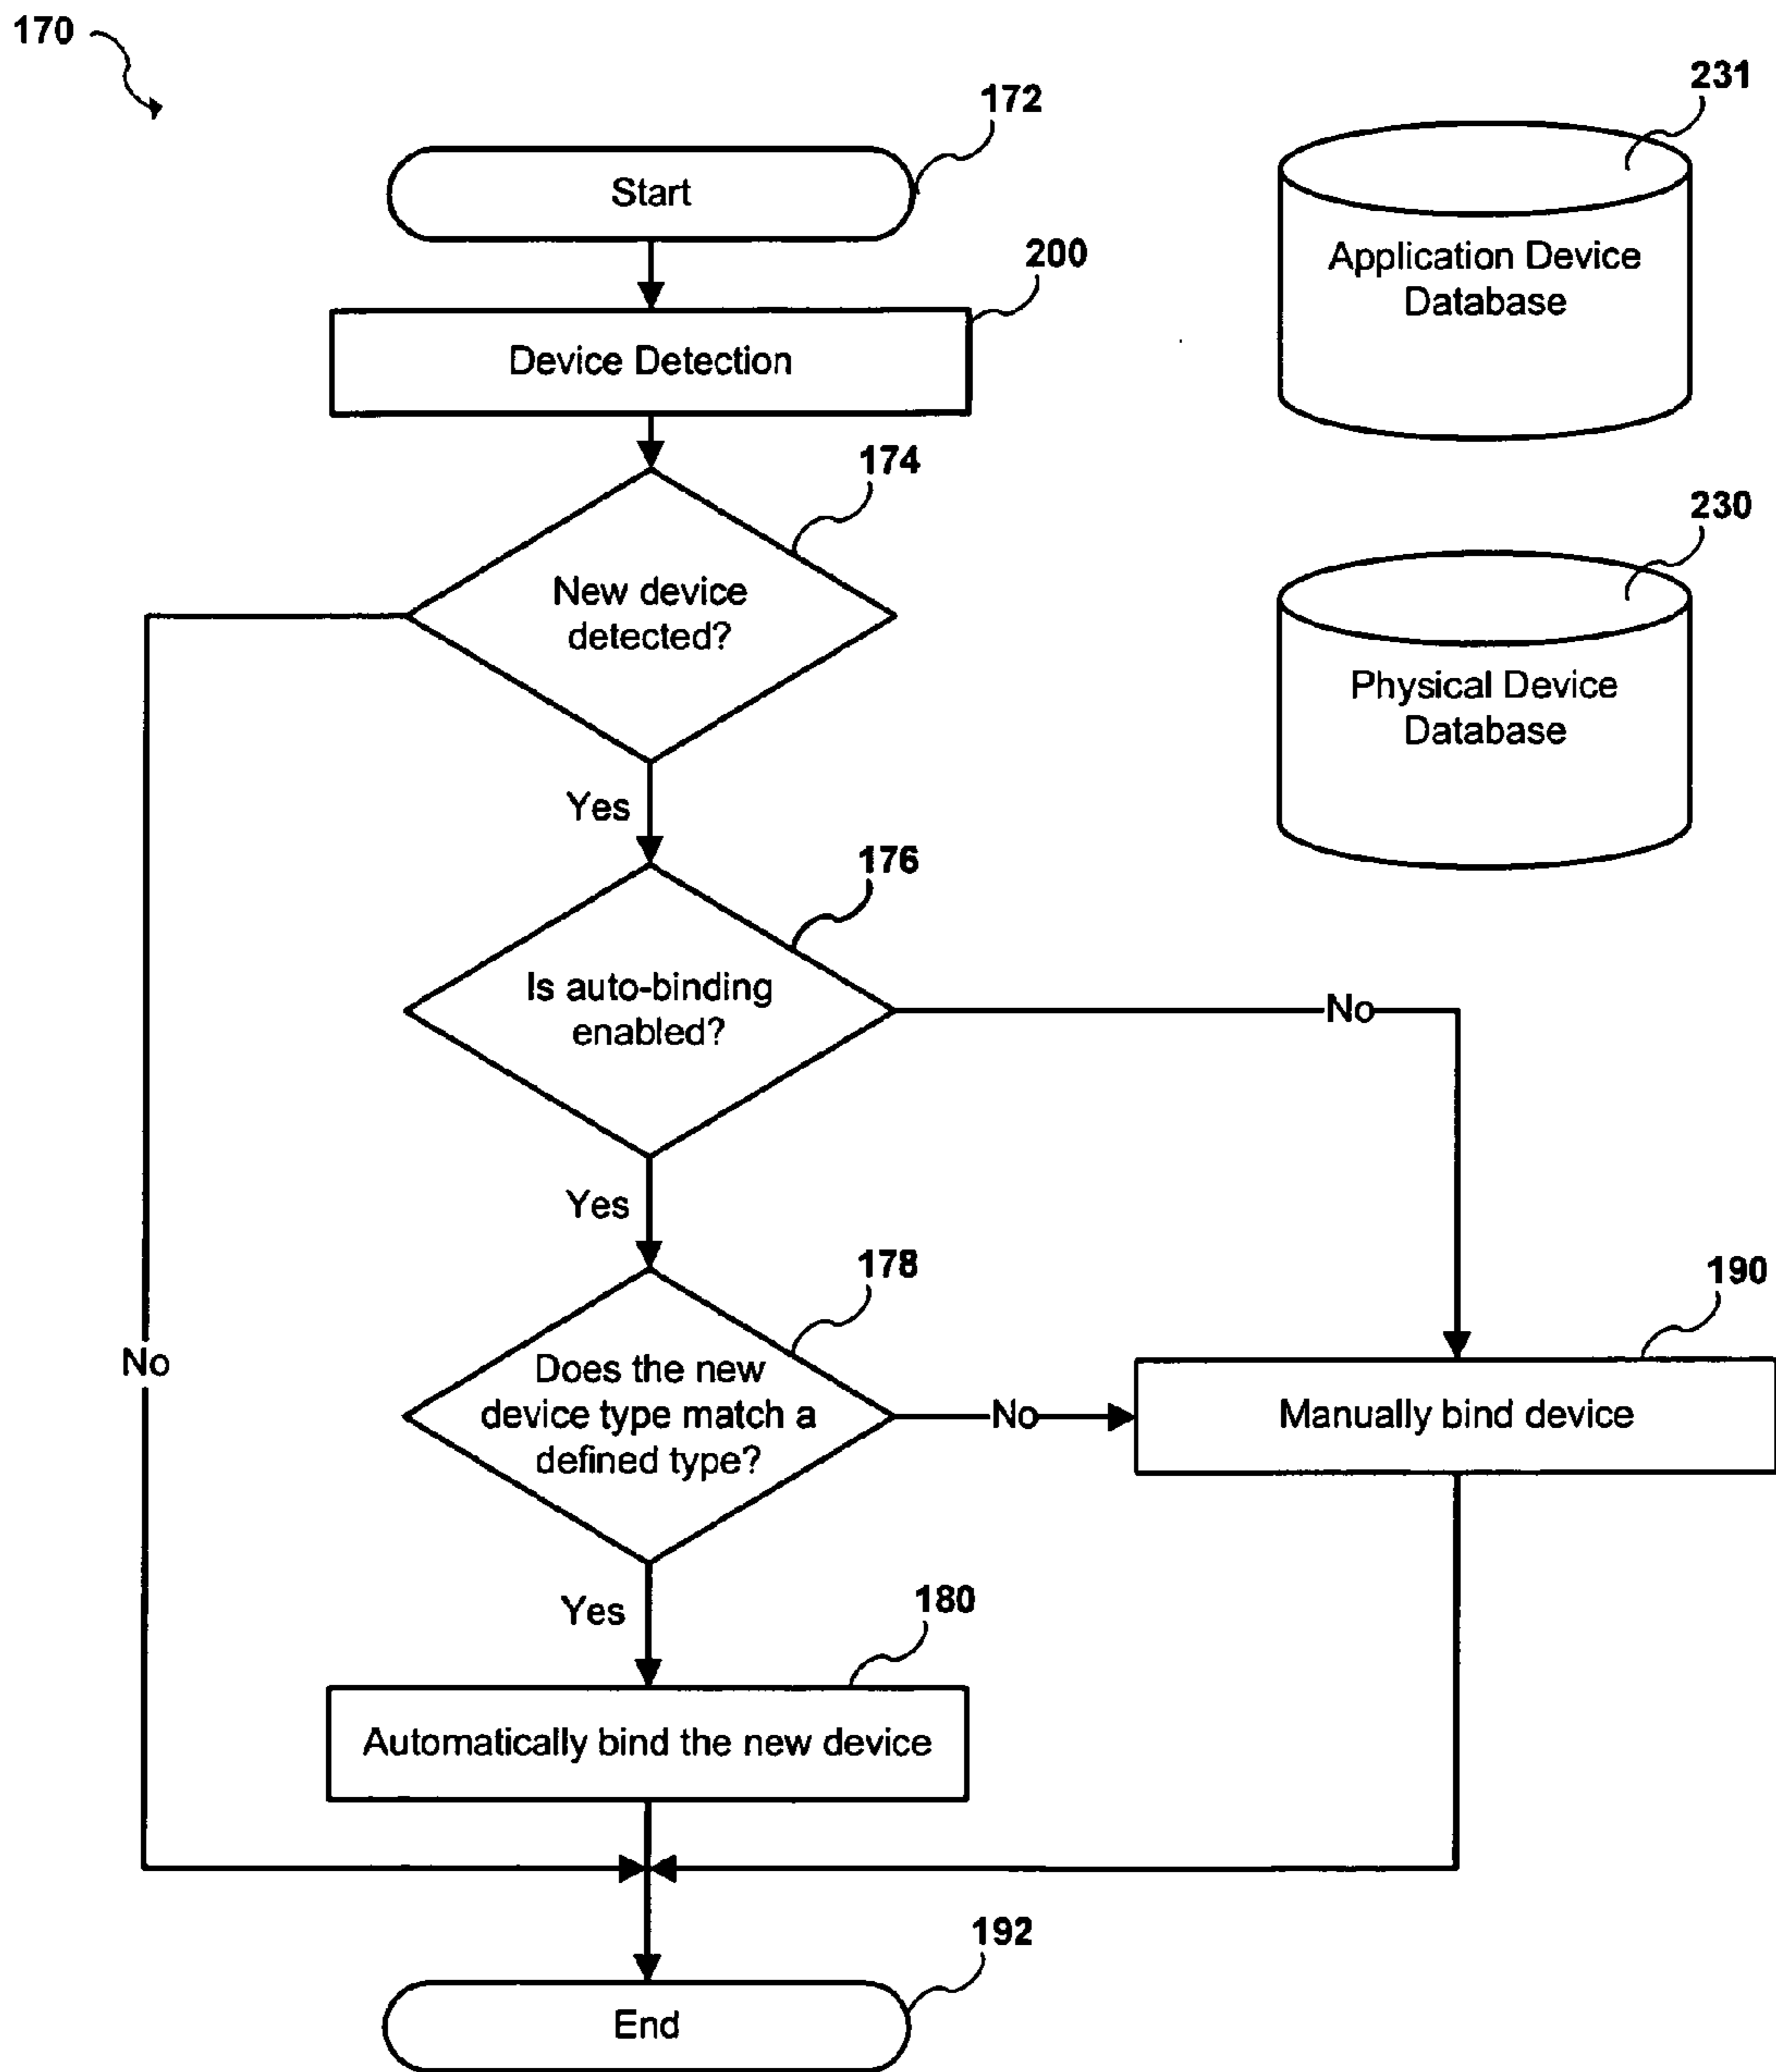 170
172
231
Start
Application Device
Database
200
Device Detection
174
230
New device
detected?
Physical Device
Database
Yes
176
Is auto-binding
enabled?
No
Yes
178
190
No
Does the new
device type match a
defined type?
No
Manually bind device
Yes
180
Automatically bind the new device
192
End